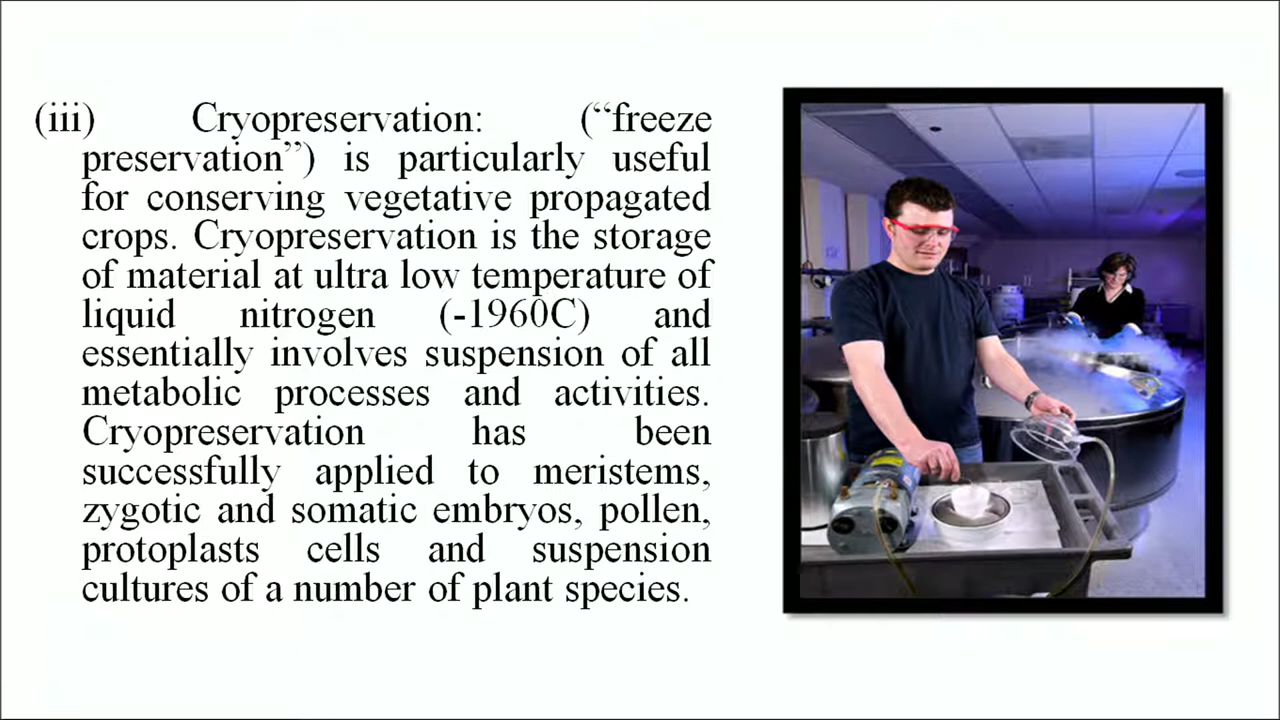 (iii) Cryopreservation: (“freeze
preservation”) is particularly useful
for conserving vegetative propagated
crops. Cryopreservation is the storage
of material at ultra low temperature of
liquid nitrogen (-1960C) and
essentially involves suspension of all
metabolic processes and activities.
Cryopreservation has been
successfully applied to meristems,
zygotic and somatic embryos, pollen,
protoplasts cells and suspension
cultures of a number of plant species.